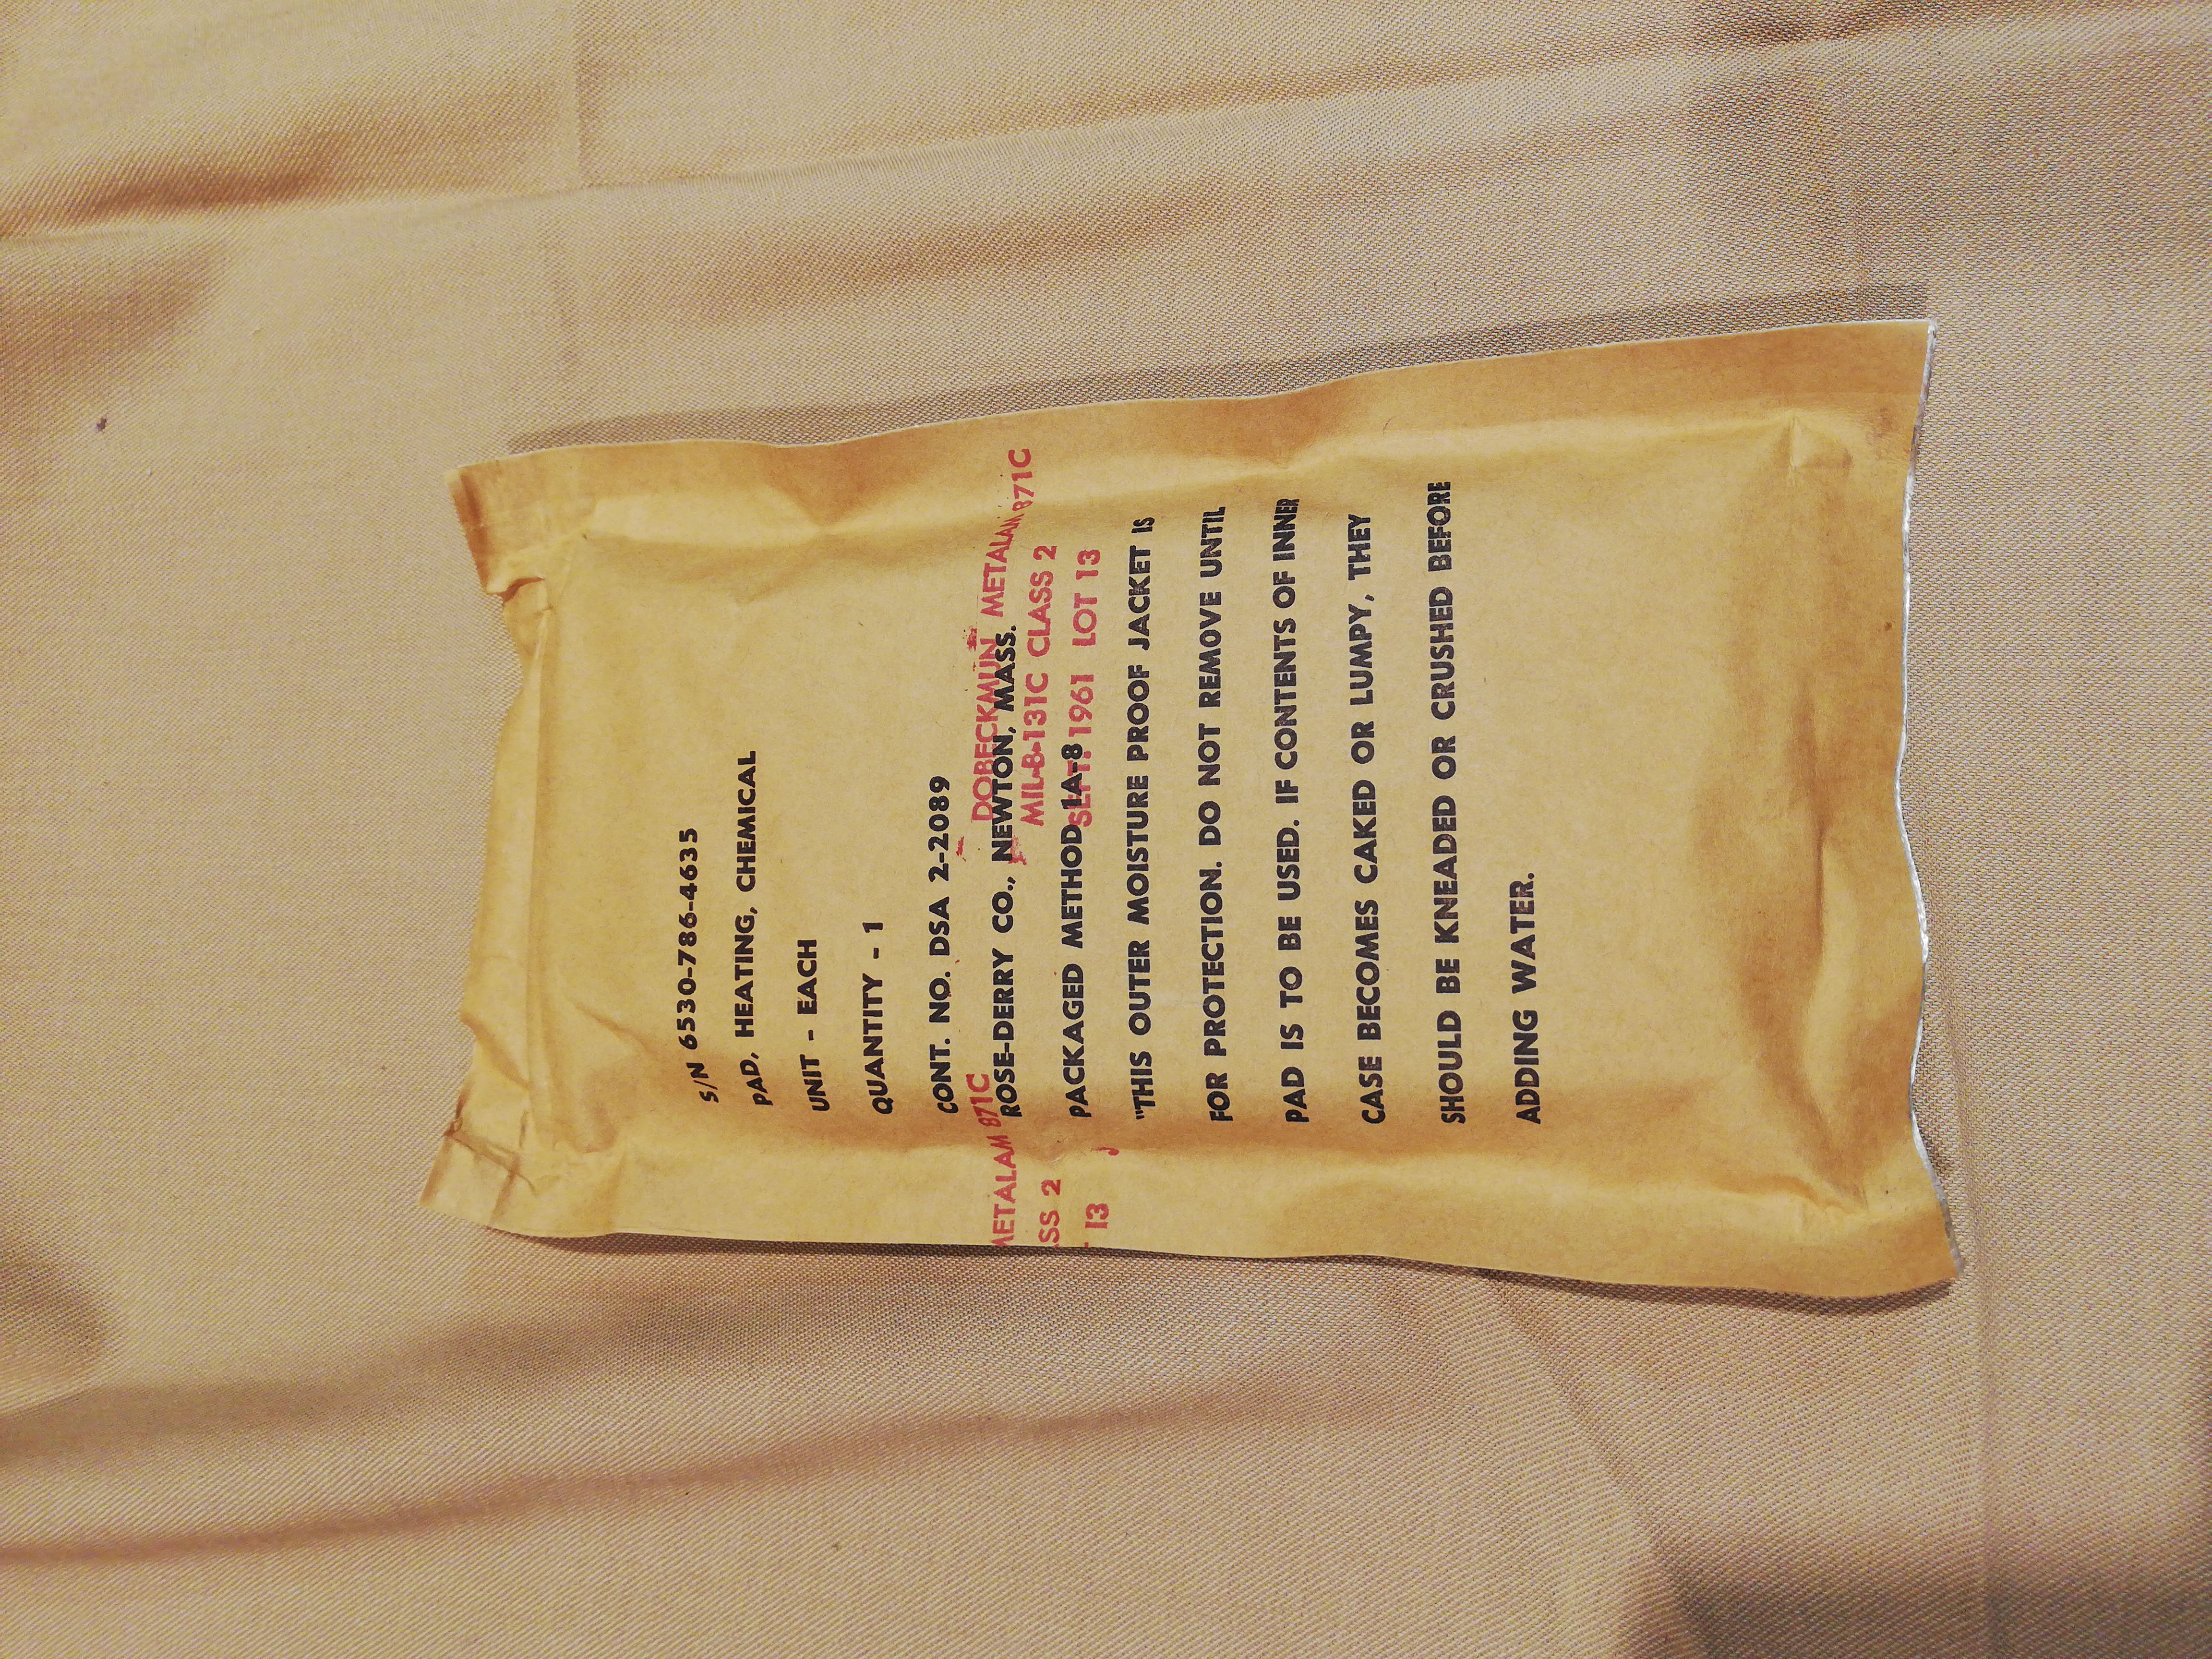 S/N 6530-786-4635
PAD, HEATING, CHEMICAL
UNIT - EACH
QUANTITY - 1
CONT. NO. DSA 2-2089
ROSE-DERRY CO., NEWTON, MASS.
PACKAGED METHOD 1A-8
"THIS OUTER MOISTURE PROOF JACKET IS
FOR PROTECTION. DO NOT REMOVE UNTIL
PAD IS TO BE USED. IF CONTENTS OF INNER
CASE BECOMES CAKED OR LUMPY, THEY
SHOULD BE KNEADED OR CRUSHED BEFORE
ADDING WATER.
DOBECKMUN METALAM 871C
MIL-B-131C CLASS 2
SEPT. 1961 LOT 13
METALAM 871C
SS 2
13